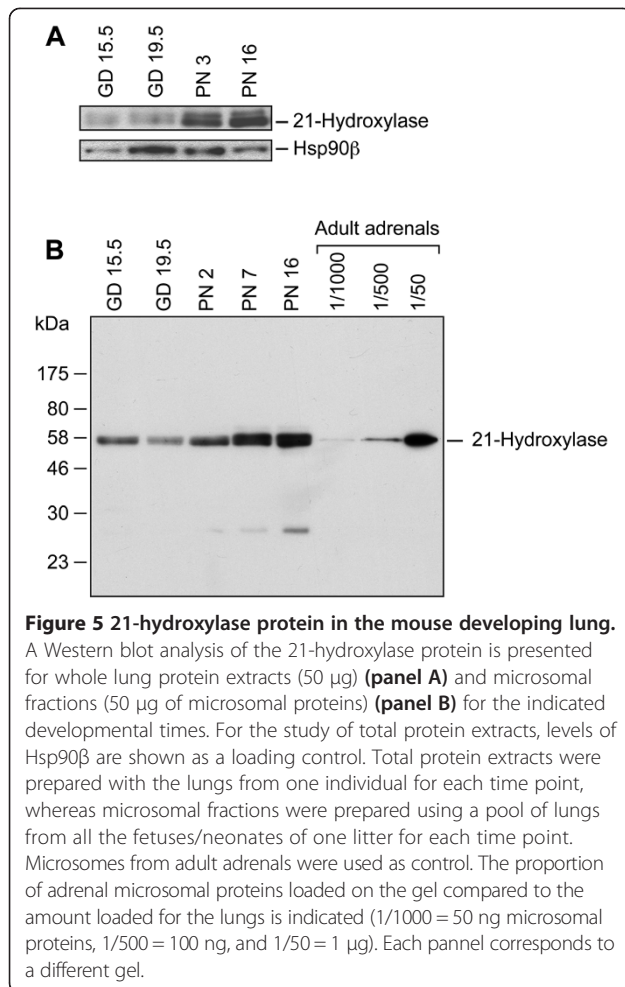 A
GD 15.5
GD 19.5
PN 3
PN 16
21-Hydroxylase
Hsp90β
B
GD 15.5
GD 19.5
PN 2
PN 7
PN 16
Adult adrenals
1/1000
1/500
1/50
kDa
175
80
58
46
30
23
21-Hydroxylase
Figure 5 21-hydroxylase protein in the mouse developing lung.
A Western blot analysis of the 21-hydroxylase protein is presented
for whole lung protein extracts (50 μg) (panel A) and microsomal
fractions (50 μg of microsomal proteins) (panel B) for the indicated
developmental times. For the study of total protein extracts, levels of
Hsp90β are shown as a loading control. Total protein extracts were
prepared with the lungs from one individual for each time point,
whereas microsomal fractions were prepared using a pool of lungs
from all the fetuses/neonates of one litter for each time point.
Microsomes from adult adrenals were used as control. The proportion
of adrenal microsomal proteins loaded on the gel compared to the
amount loaded for the lungs is indicated (1/1000 = 50 ng microsomal
proteins, 1/500 = 100 ng, and 1/50 = 1 μg). Each pannel corresponds to
a different gel.